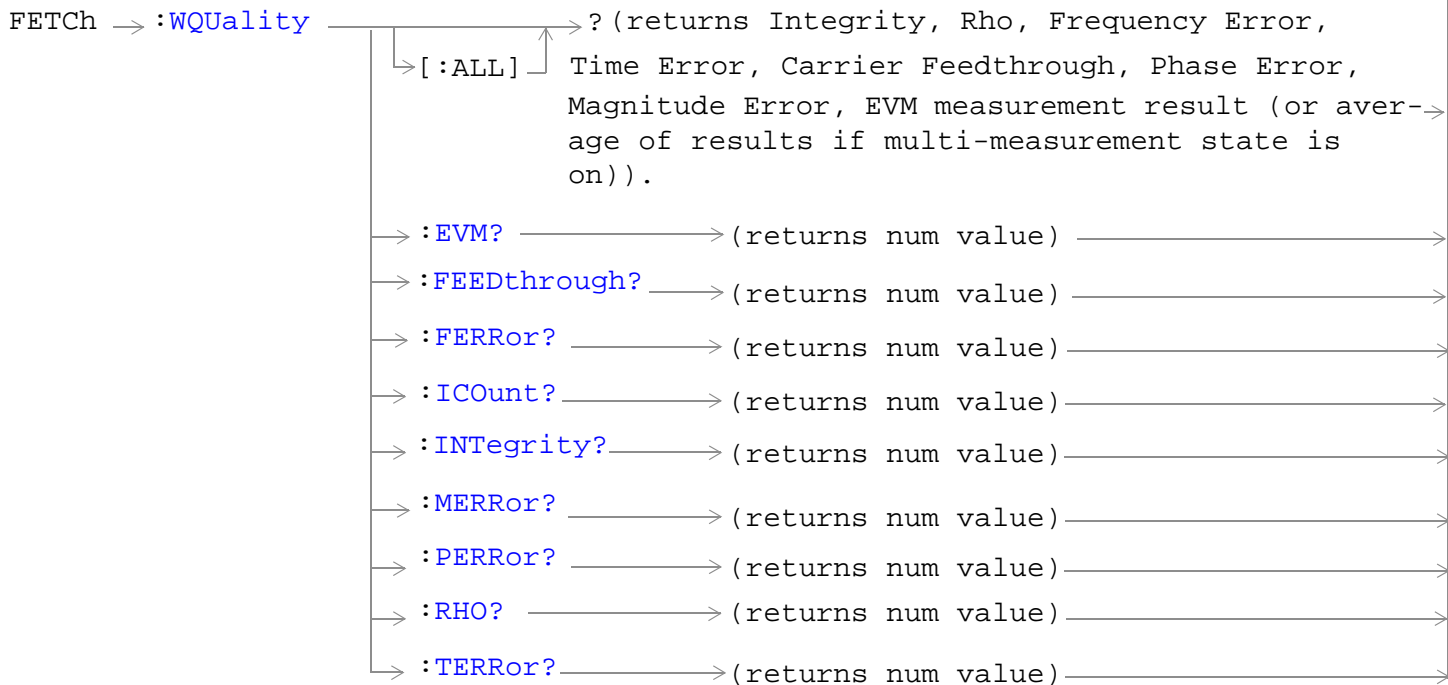 FETCh :WQUality ?(returns Integrity, Rho, Frequency Error,
[:ALL] Time Error, Carrier Feedthrough, Phase Error,
Magnitude Error, EVM measurement result (or aver-
age of results if multi-measurement state is
on)).
:EVM? (returns num value)
:FEEDthrough? (returns num value)
:FERRor? (returns num value)
:ICOunt? (returns num value)
:INTegrity? (returns num value)
:MERRor? (returns num value)
:PERRor? (returns num value)
:RHO? (returns num value)
:TERRor? (returns num value)